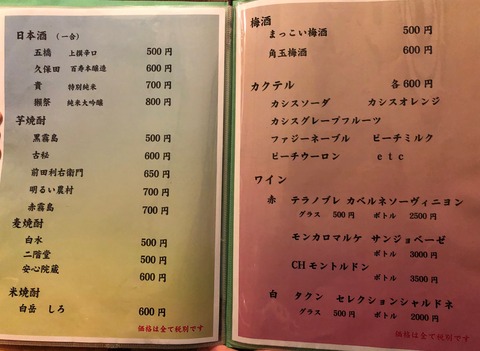 日本酒 （一合）
五橋 上撰辛口 500円
久保田 百寿本醸造 600円
貴 特別純米 700円
獺祭 純米大吟醸 800円
芋焼酎
黒霧島 500円
古秘 600円
前田利右衛門 650円
明るい農村 700円
赤霧島 700円
麦焼酎
白水 500円
二階堂 500円
安心院蔵 600円
米焼酎
白岳 しろ 600円
価格は全て税別です
梅酒
まっこい梅酒 500円
角玉梅酒 600円
カクテル 各600円
カシスソーダ カシスオレンジ
カシスグレープフルーツ
ファジーネーブル ピーチミルク
ピーチウーロン etc
ワイン
赤 テラノブレ カベルネソーヴィニヨン
グラス 500円 ボトル 2500円
モンカロマルケ サンジョベーゼ
ボトル 3000円
CHモントルドン
ボトル 3500円
白 タクン セレクションシャルドネ
グラス 500円 ボトル 2000円
価格は全て税別です